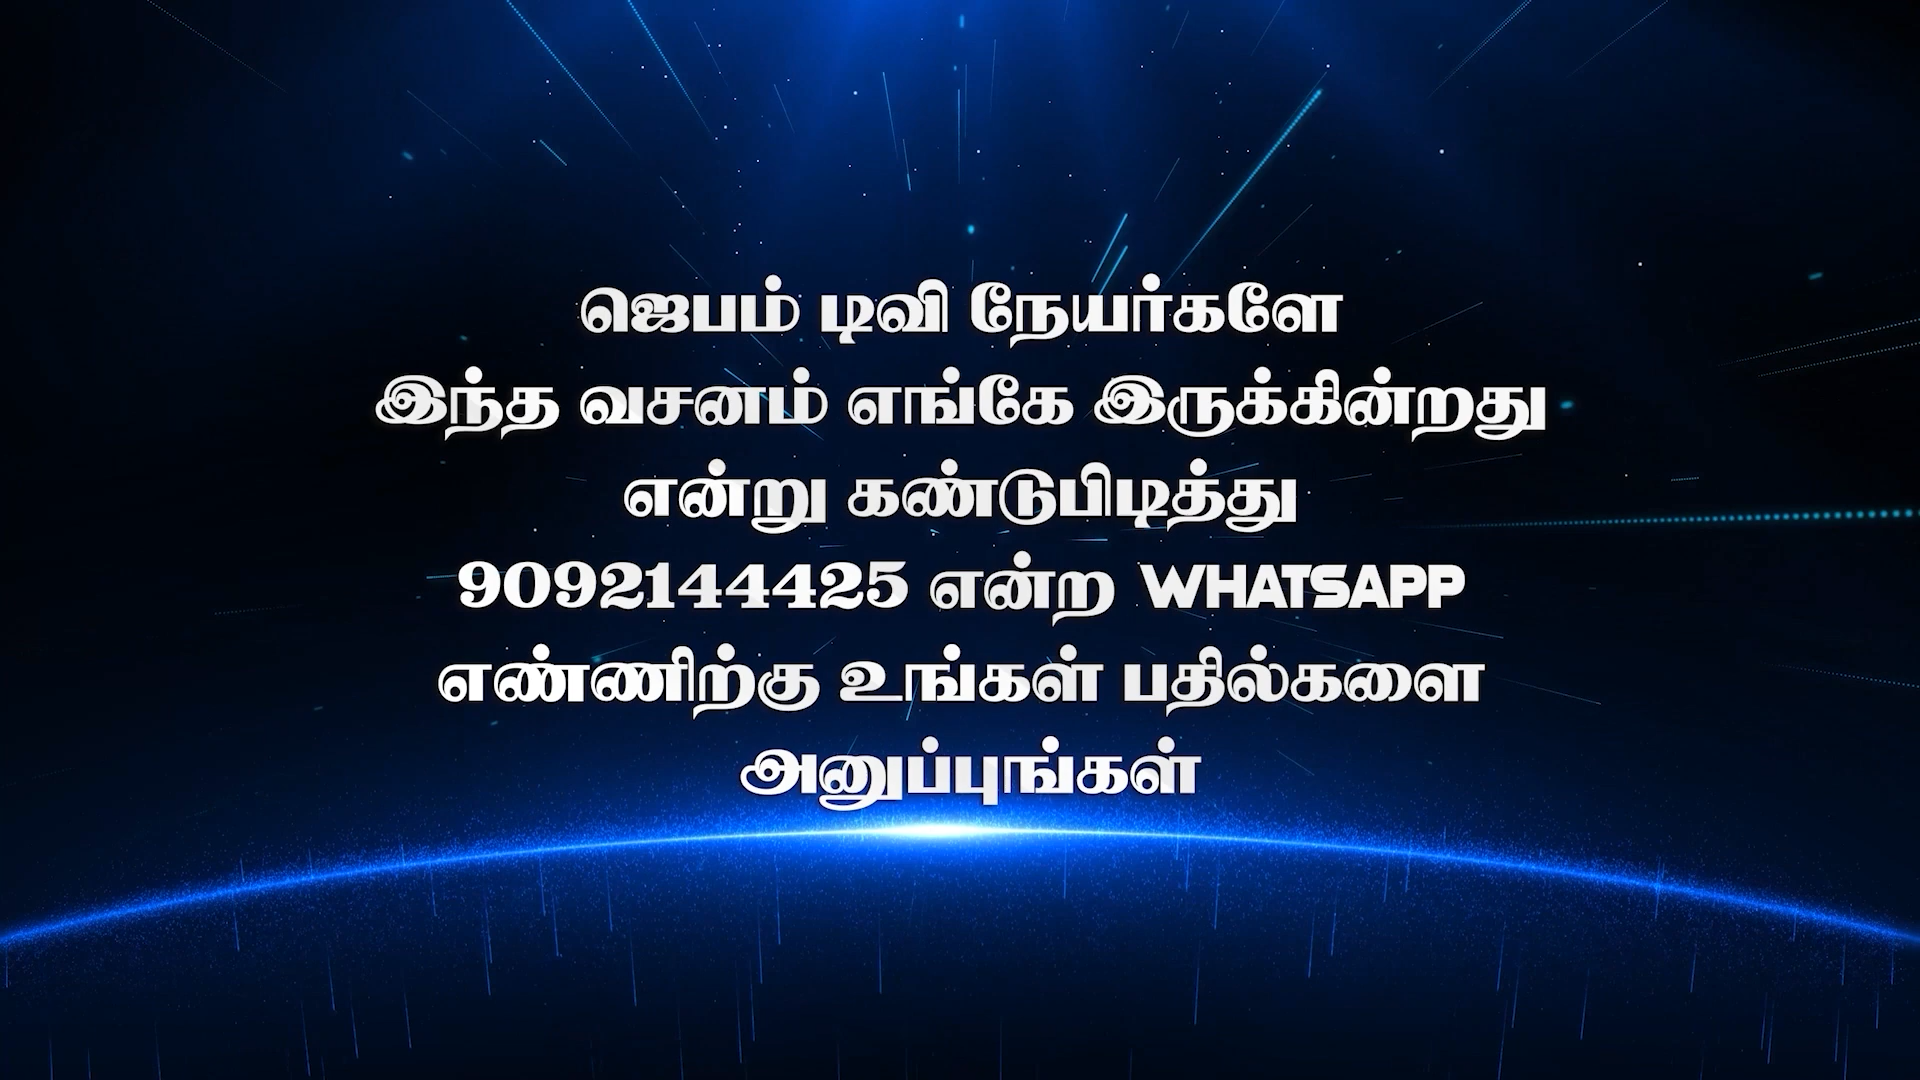 ஜெபம் டிவி நேயர்களே
இந்த வசனம் எங்கே இருக்கின்றது
என்று கண்டுபிடித்து
9092144425 என்ற WHATSAPP
எண்ணிற்கு உங்கள் பதில்களை
அனுப்புங்கள்